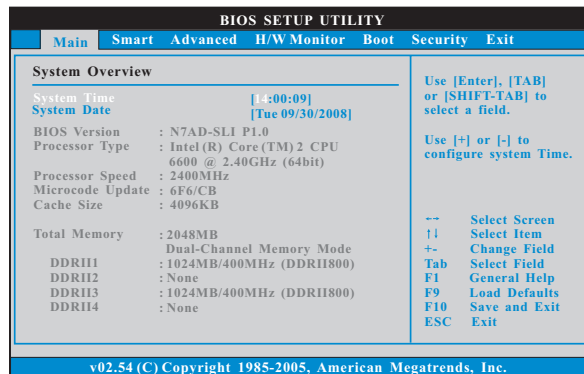 BIOS SETUP UTILITY
Main Smart Advanced H/W Monitor Boot Security Exit
System Overview
System Time [14:00:09]
System Date [Tue 09/30/2008]
BIOS Version : N7AD-SLI P1.0
Processor Type : Intel (R) Core (TM) 2 CPU
6600 @ 2.40GHz (64bit)
Processor Speed : 2400MHz
Microcode Update : 6F6/CB
Cache Size : 4096KB
Total Memory : 2048MB
Dual-Channel Memory Mode
DDRII1 : 1024MB/400MHz (DDRII800)
DDRII2 : None
DDRII3 : 1024MB/400MHz (DDRII800)
DDRII4 : None
Use [Enter], [TAB]
or [SHIFT-TAB] to
select a field.
Use [+] or [-] to
configure system Time.
←→ Select Screen
↑↓ Select Item
+- Change Field
Tab Select Field
F1 General Help
F9 Load Defaults
F10 Save and Exit
ESC Exit
v02.54 (C) Copyright 1985-2005, American Megatrends, Inc.